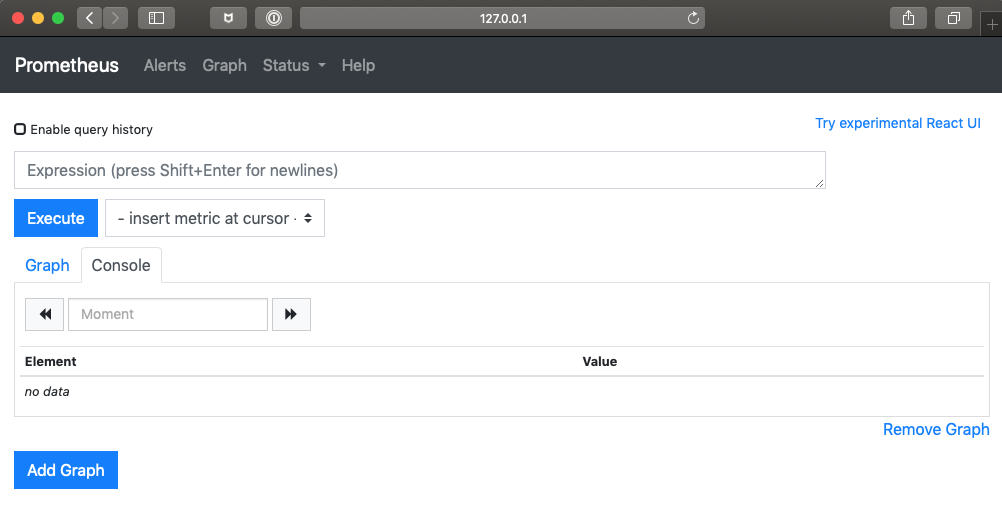 127.0.0.1
Prometheus Alerts Graph Status Help
Enable query history
Try experimental React UI
Expression (press Shift+Enter for newlines)
Execute - insert metric at cursor -
Graph Console
Moment
Element Value
no data
Remove Graph
Add Graph